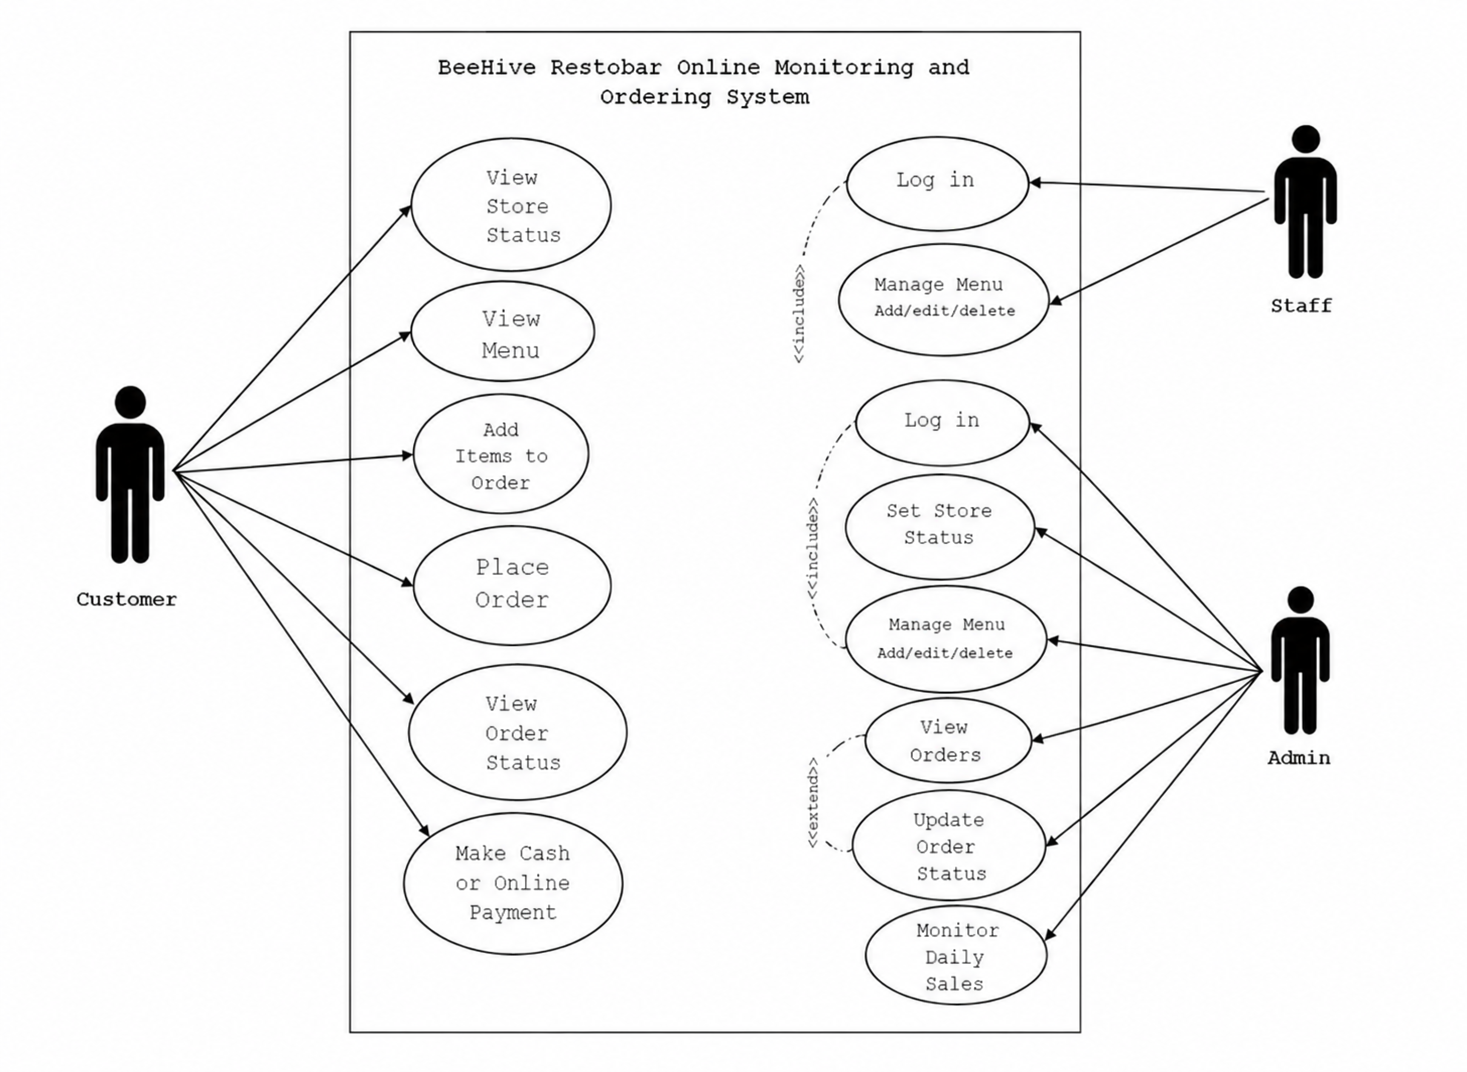 BeeHive Restobar Online Monitoring and
Ordering System
View
Store
Status
View
Menu
Add
Items to
Order
Place
Order
View
Order
Status
Make Cash
or Online
Payment
Customer
Log in
<<include>>
Manage Menu
Add/edit/delete
Staff
Log in
<<include>>
Set Store
Status
Manage Menu
Add/edit/delete
View
Orders
<<extend>>
Update
Order
Status
Monitor
Daily
Sales
Admin